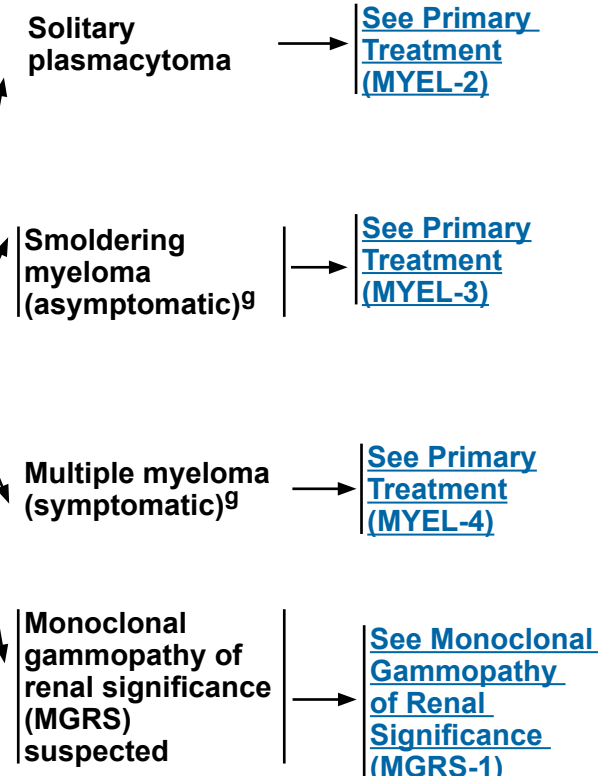 Solitary
plasmacytoma
See Primary
Treatment
(MYEL-2)
Smoldering
myeloma
(asymptomatic)g
See Primary
Treatment
(MYEL-3)
Multiple myeloma
(symptomatic)g
See Primary
Treatment
(MYEL-4)
Monoclonal
gammopathy of
renal significance
(MGRS)
suspected
See Monoclonal
Gammopathy
of Renal
Significance
(MGRS-1)